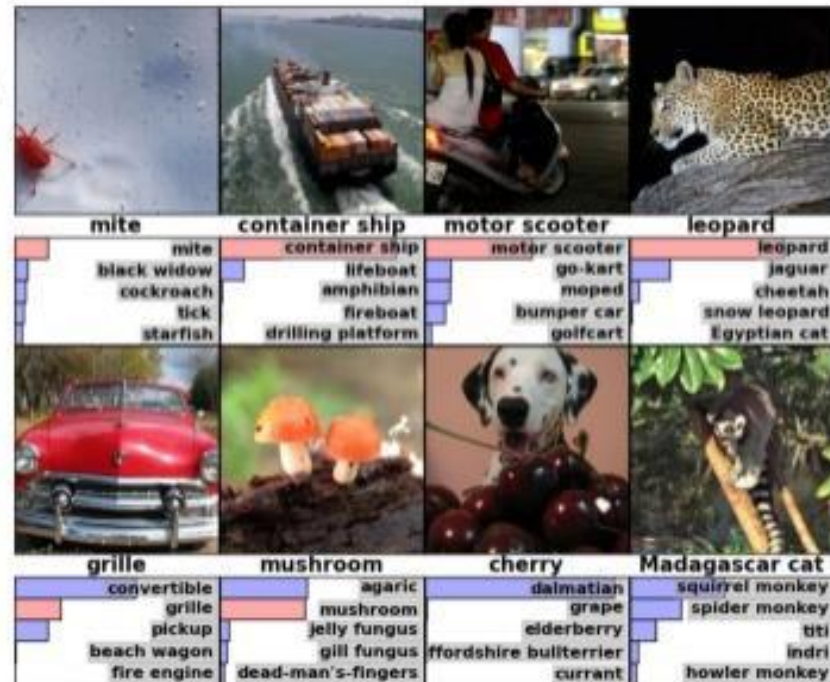 mite
container ship
motor scooter
leopard
mite
black widow
cockroach
tick
starfish
container ship
lifeboat
amphibian
fireboat
drilling platform
motor scooter
go-kart
moped
bumper car
golfcart
leopard
jaguar
cheetah
snow leopard
Egyptian cat
grille
mushroom
cherry
Madagascar cat
convertible
grille
pickup
beach wagon
fire engine
agaric
mushroom
jelly fungus
gill fungus
dead-man's-fingers
dalmatian
grape
elderberry
ffordshire bullterrier
currant
squirrel monkey
spider monkey
titi
indri
howler monkey